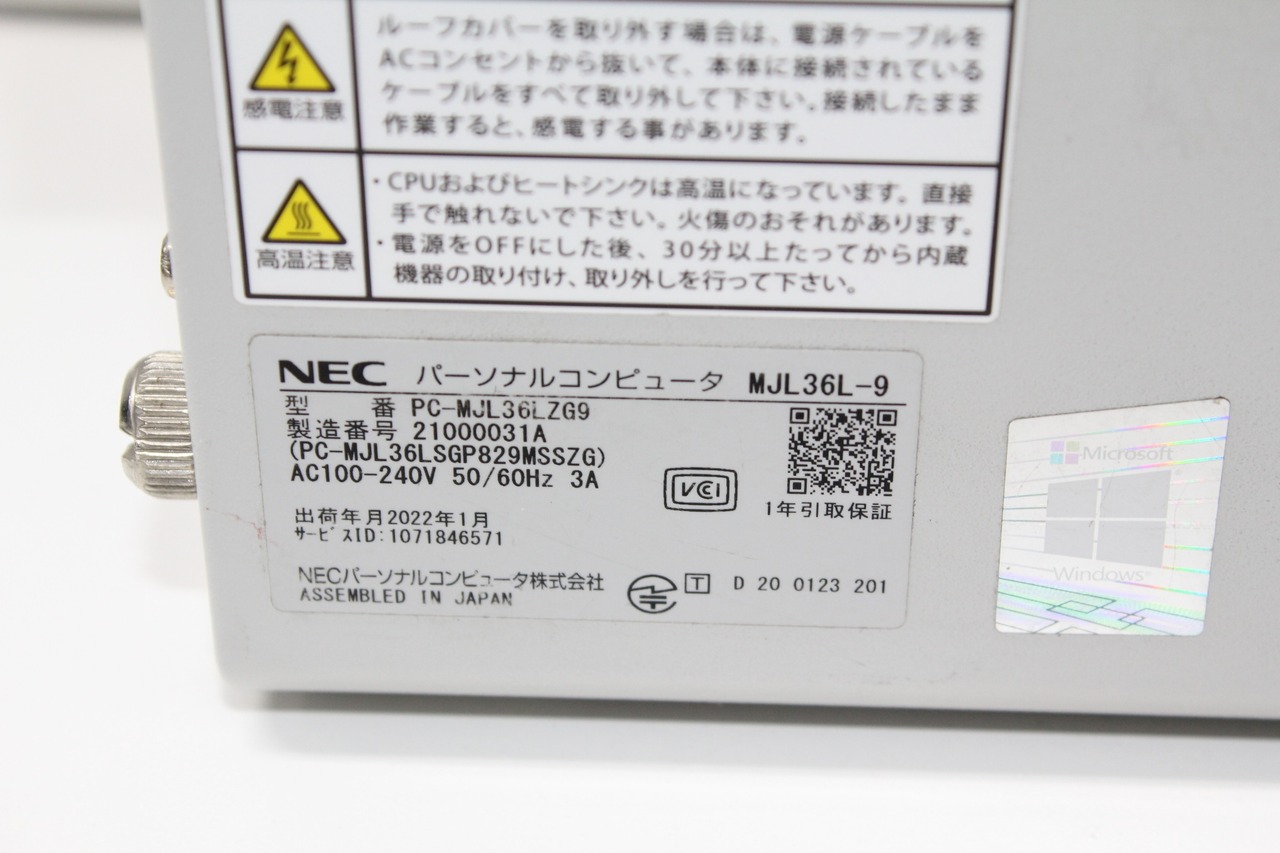 ルーフカバーを取り外す場合は、電源ケーブルを
ACコンセントから抜いて、本体に接続されている
ケーブルをすべて取り外して下さい。接続したまま
作業すると、感電する事があります。
感電注意
・CPUおよびヒートシンクは高温になっています。直接
手で触れないで下さい。火傷のおそれがあります。
・電源をOFFにした後、30分以上たってから内蔵
機器の取り付け、取り外しを行って下さい。
高温注意
NEC パーソナルコンピュータ MJL36L-9
型 番 PC-MJL36LZG9
製造番号 21000031A
(PC-MJL36LSGP829MSSZG)
AC100-240V 50/60Hz 3A
VCI
1年引取保証
出荷年月2022年1月
サービスID:1071846571
NECパーソナルコンピュータ株式会社
ASSEMBLED IN JAPAN
T D 20 0123 201
Microsoft
Windows